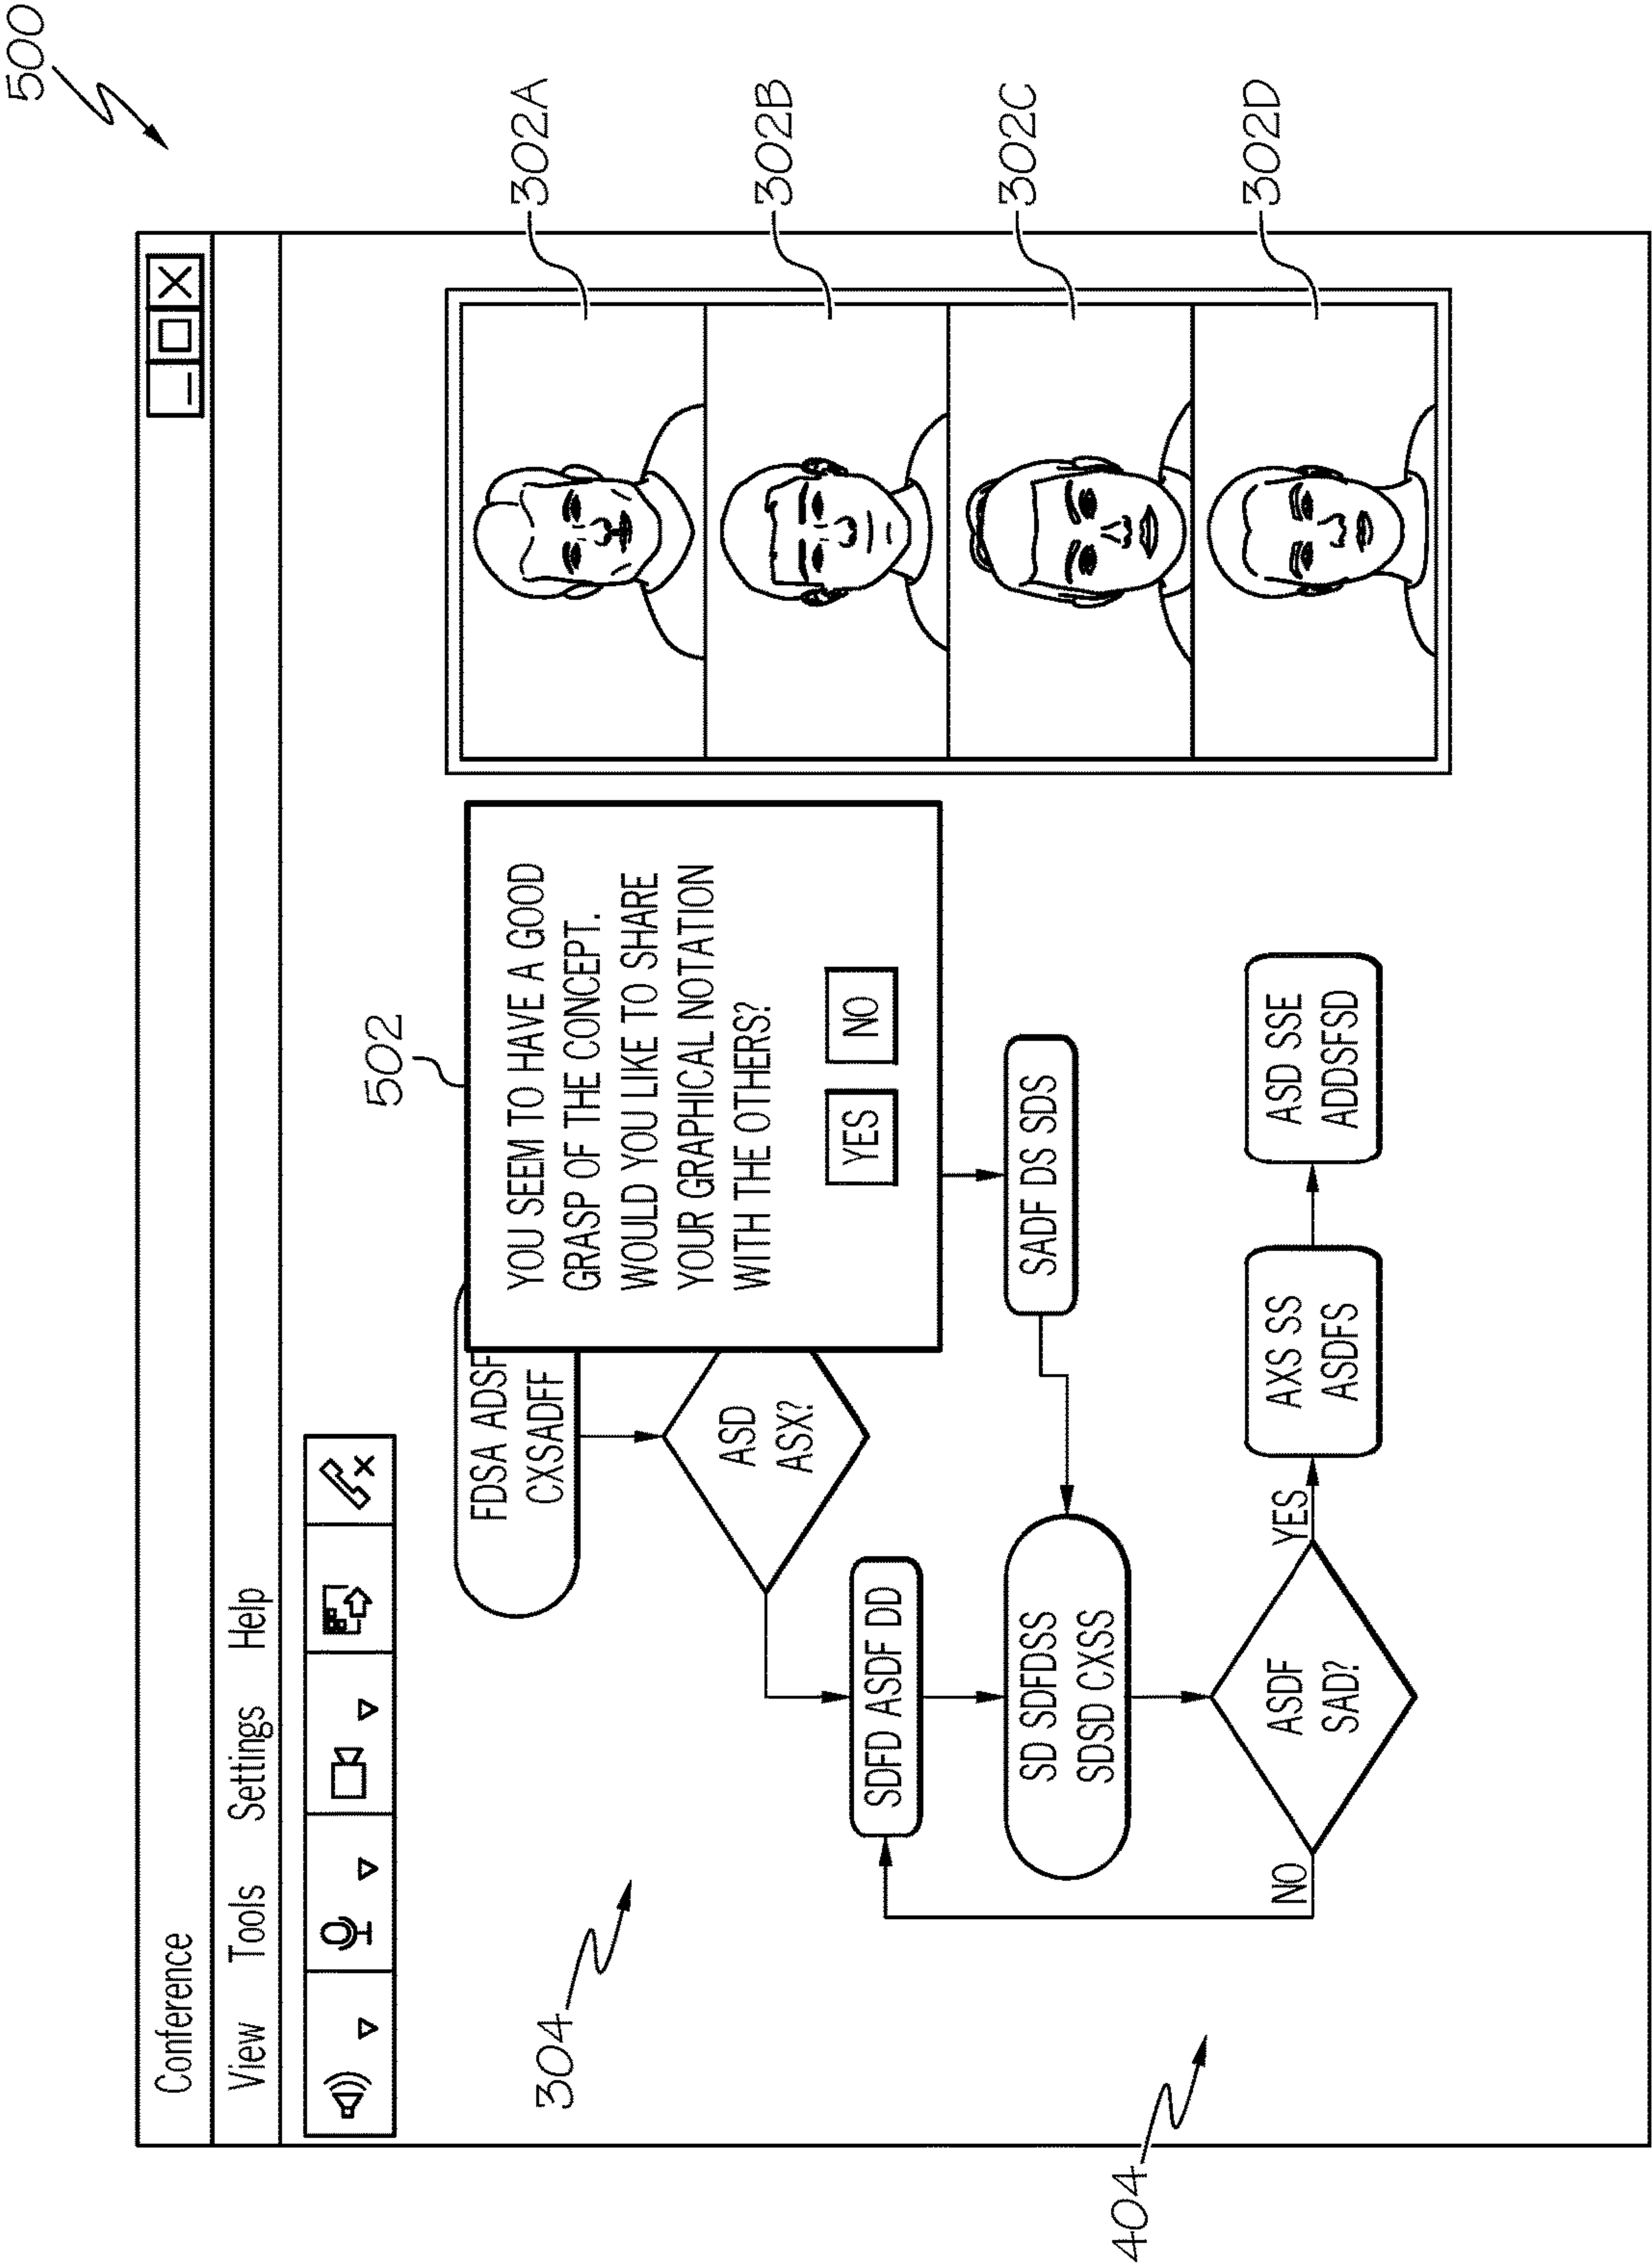 500
Conference
View Tools Settings Help
304
FDSA ADSF
CXSADFF
502
YOU SEEM TO HAVE A GOOD
GRASP OF THE CONCEPT.
WOULD YOU LIKE TO SHARE
YOUR GRAPHICAL NOTATION
WITH THE OTHERS?
YES NO
302A
302B
302C
302D
ASD
ASX?
SDFD ASDF DD
SADF DS SDS
SD SDFDSS
SDSD CXSS
404
NO
ASDF
SAD?
YES
AXS SS
ASDFS
ASD SSE
ADDSFSD